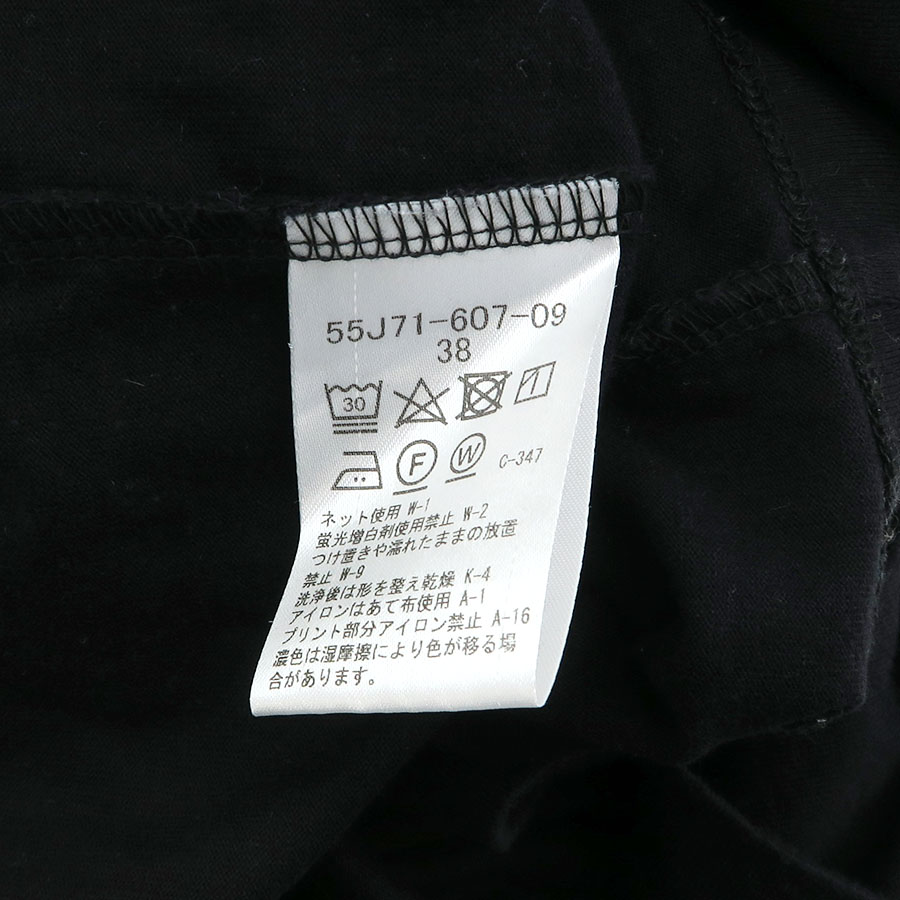 55J71-607-09
38
30
F W C-347
ネット使用 W-1
蛍光増白剤使用禁止 W-2
つけ置きや濡れたままの放置
禁止 W-9
洗浄後は形を整え乾燥 K-4
アイロンはあて布使用 A-1
プリント部分アイロン禁止 A-16
濃色は湿摩擦により色が移る場
合があります。